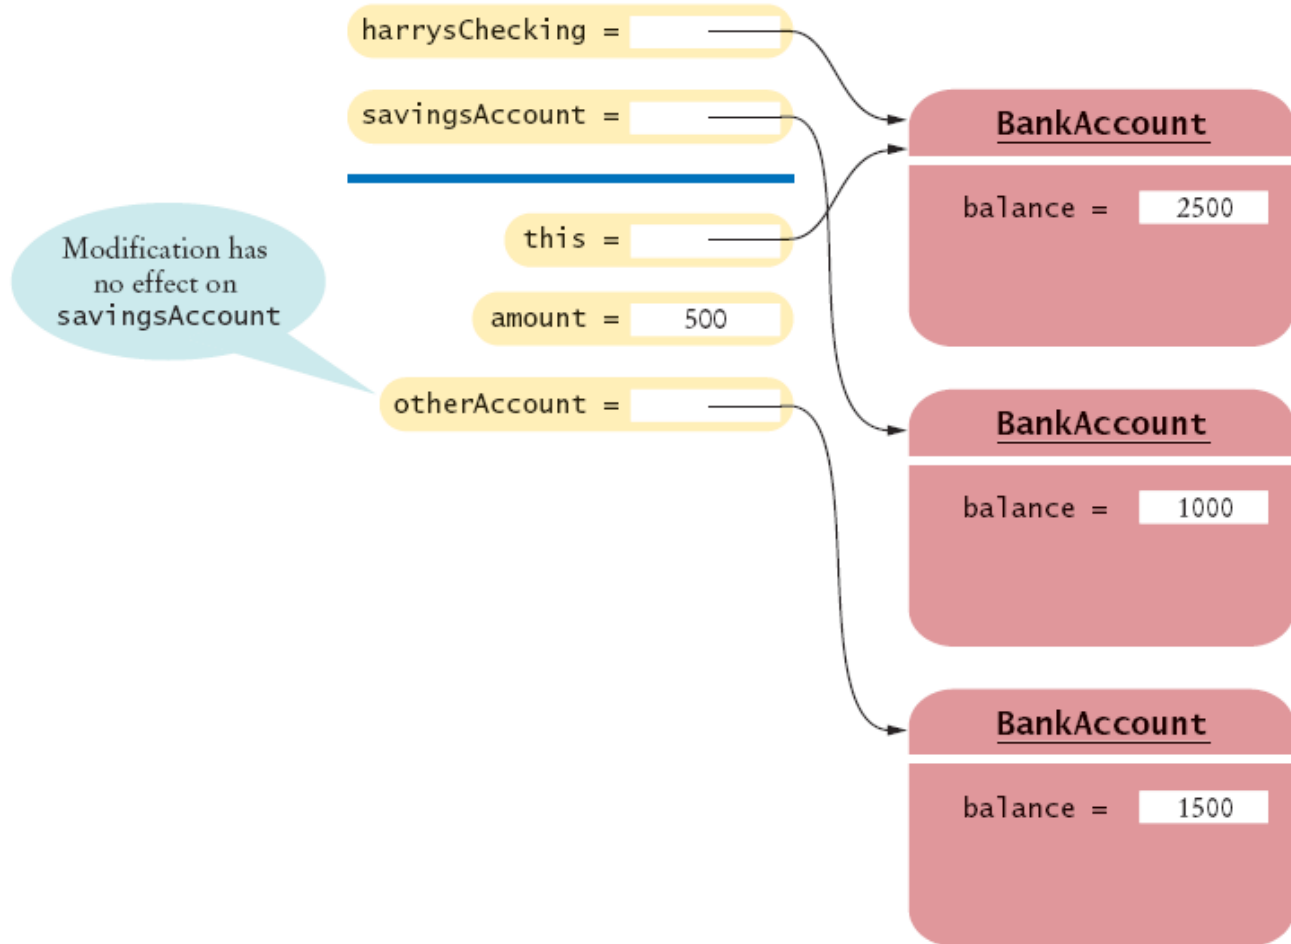 harrysChecking =
savingsAccount =
BankAccount
balance = 2500
this =
Modification has
no effect on
savingsAccount
amount = 500
otherAccount =
BankAccount
balance = 1000
BankAccount
balance = 1500